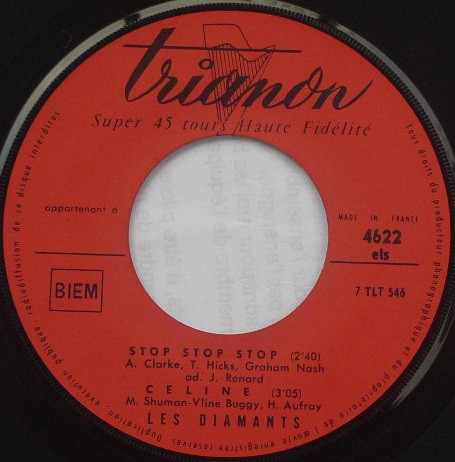 trianon
Super 45 tours Haute Fidélité
appartenant à
MADE IN FRANCE
4622
els
BIEM
7 TLT 546
STOP STOP STOP (2'40)
A. Clarke, T. Hicks, Graham Nash
ad. J. Renard
CELINE (3'05)
M. Shuman-Vline Buggy, H. Aufray
LES DIAMANTS
Tous droits du producteur phonographique et du propriétaire de l'œuvre enregistrée réservés
exécution publique, radiodiffusion de ce disque interdites